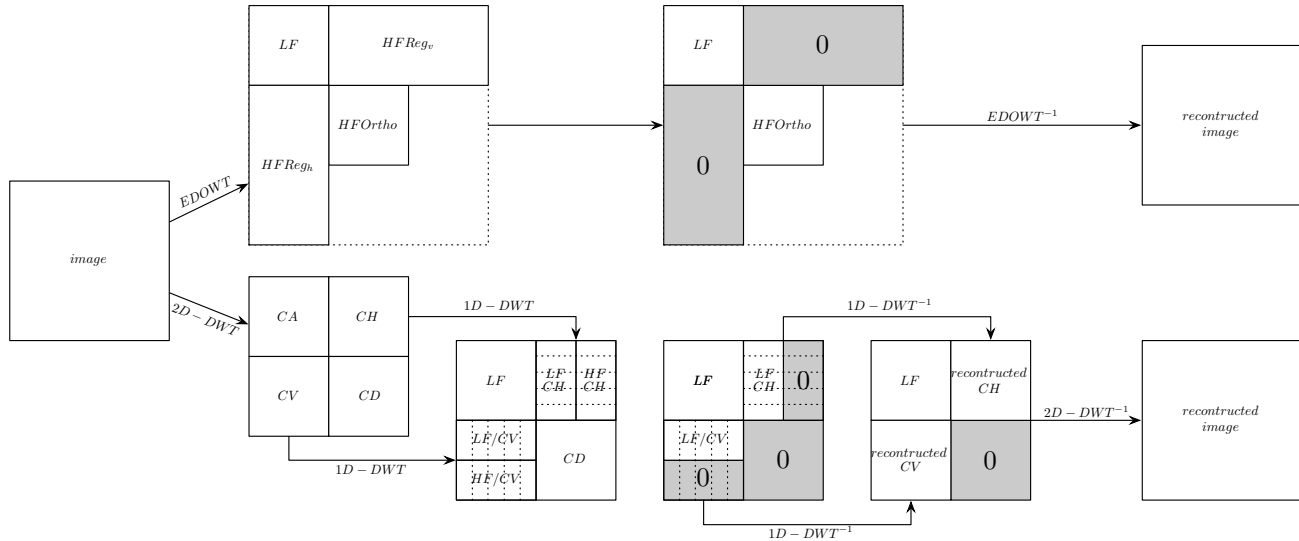 LF
HFReg_v
HFOrtho
HFReg_h
EDOWT
LF
0
HFOrtho
0
EDOWT^{-1}
recontructed
image
image
2D − DWT
CA
CH
CV
CD
1D − DWT
1D − DWT
LF
LF
CH
HF
CH
LF/CV
HF/CV
CD
LF
LF
CH
0
LF/CV
0
0
1D − DWT^{-1}
1D − DWT^{-1}
LF
recontructed
CH
recontructed
CV
0
2D − DWT^{-1}
recontructed
image